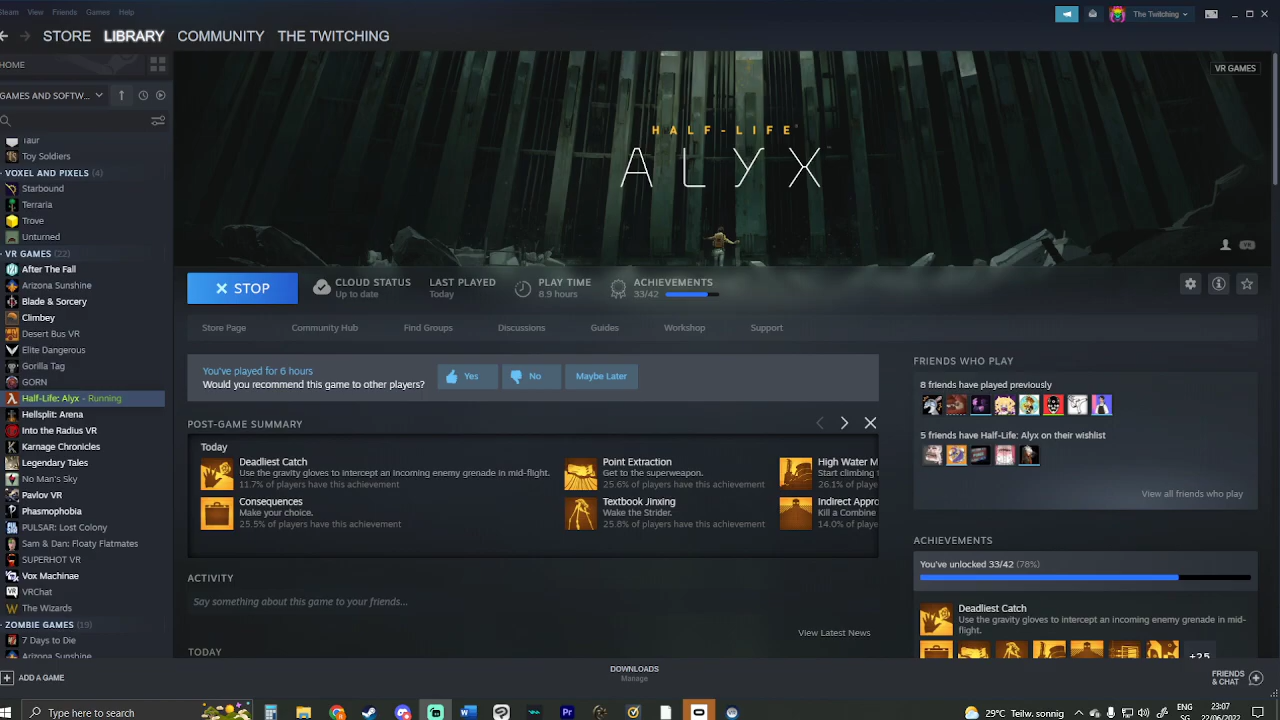 Steam View Friends Games Help
The Twitching
STORE LIBRARY COMMUNITY THE TWITCHING
HOME
GAMES AND SOFTW...
Toy Soldiers
VOXEL AND PIXELS (4)
Starbound
Terraria
Trove
Unturned
VR GAMES (22)
After The Fall
Arizona Sunshine
Blade & Sorcery
Climbey
Desert Bus VR
Elite Dangerous
Gorilla Tag
GORN
Half-Life: Alyx - Running
Hellsplit: Arena
Into the Radius VR
Karnage Chronicles
Legendary Tales
No Man's Sky
Pavlov VR
Phasmophobia
PULSAR: Lost Colony
Sam & Dan: Floaty Flatmates
SUPERHOT VR
Vox Machinae
VRChat
The Wizards
ZOMBIE GAMES (19)
7 Days to Die
Arizona Sunshine
ADD A GAME
VR GAMES
HALF-LIFE
ALYX
VR
STOP
CLOUD STATUS
Up to date
LAST PLAYED
Today
PLAY TIME
8.9 hours
ACHIEVEMENTS
33/42
Store Page Community Hub Find Groups Discussions Guides Workshop Support
You've played for 6 hours
Would you recommend this game to other players?
Yes No Maybe Later
POST-GAME SUMMARY
Today
Deadliest Catch
Use the gravity gloves to intercept an incoming enemy grenade in mid-flight.
11.7% of players have this achievement
Consequences
Make your choice.
25.5% of players have this achievement
Point Extraction
Get to the superweapon.
25.6% of players have this achievement
Textbook Jinxing
Wake the Strider.
25.8% of players have this achievement
High Water M
Start climbing
26.1% of players
Indirect Appro
Kill a Combine
14.0% of players
ACTIVITY
Say something about this game to your friends...
View Latest News
TODAY
FRIENDS WHO PLAY
8 friends have played previously
5 friends have Half-Life: Alyx on their wishlist
View all friends who play
ACHIEVEMENTS
You've unlocked 33/42 (78%)
Deadliest Catch
Use the gravity gloves to intercept an incoming enemy grenade in mid-
flight.
+25
DOWNLOADS
Manage
FRIENDS
& CHAT
Type here to search
29°C
Clear
ENG
23:07